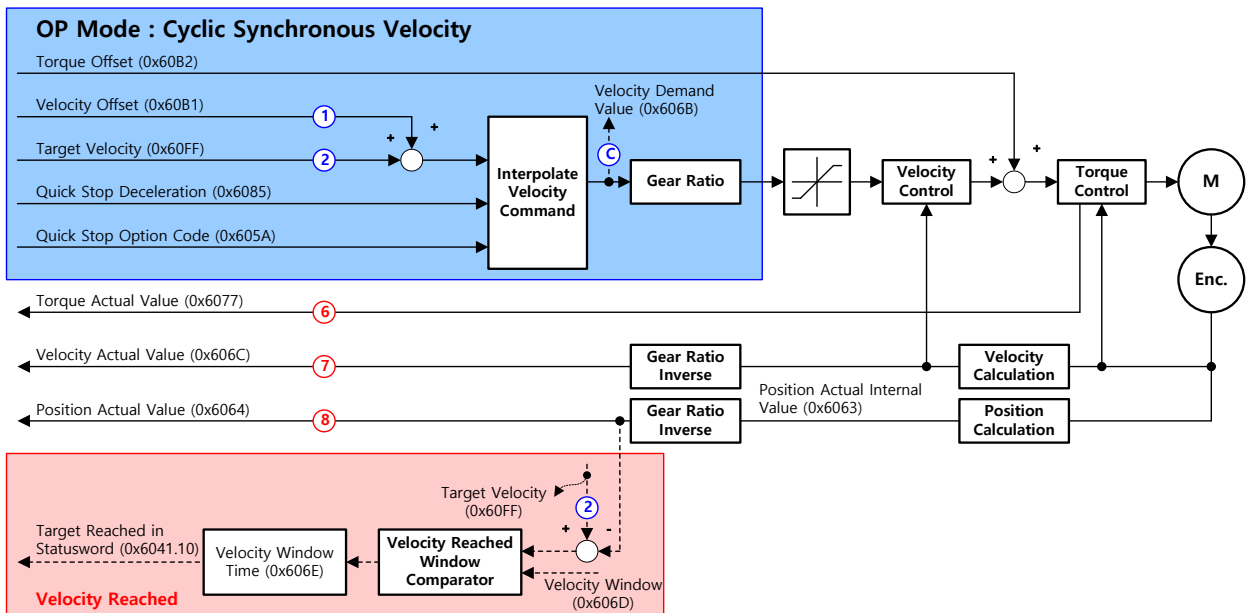 OP Mode : Cyclic Synchronous Velocity
Torque Offset (0x60B2)
Velocity Demand
Value (0x606B)
Velocity Offset (0x60B1)
1
+
+
Target Velocity (0x60FF)
2
C
Interpolate
Velocity
Command
Gear Ratio
Velocity
Control
+
+
Torque
Control
M
Quick Stop Deceleration (0x6085)
Quick Stop Option Code (0x605A)
Enc.
Torque Actual Value (0x6077)
6
Velocity Actual Value (0x606C)
7
Gear Ratio
Inverse
Velocity
Calculation
Position Actual Value (0x6064)
8
Gear Ratio
Inverse
Position Actual Internal
Value (0x6063)
Position
Calculation
Target Velocity
(0x60FF)
2
+
-
Target Reached in
Statusword (0x6041.10)
Velocity Window
Time (0x606E)
Velocity Reached
Window
Comparator
Velocity Window
(0x606D)
Velocity Reached